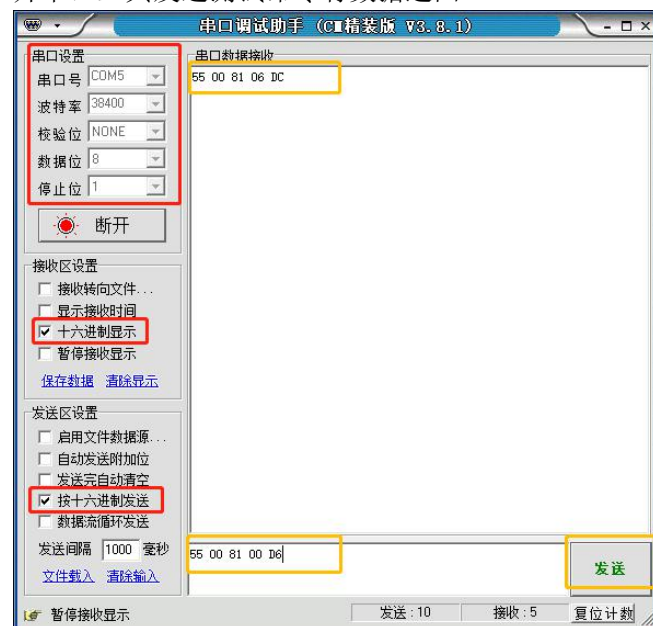 串口调试助手 (CM精装版 V3.8.1)
串口设置
串口号 COM5
波特率 38400
校验位 NONE
数据位 8
停止位 1
断开
接收区设置
接收转向文件...
显示接收时间
十六进制显示
暂停接收显示
保存数据 清除显示
发送区设置
启用文件数据源...
自动发送附加位
发送完自动清空
按十六进制发送
数据流循环发送
发送间隔 1000 毫秒
文件载入 清除输入
串口数据接收
55 00 81 06 DC
55 00 81 00 D6
发送
暂停接收显示
发送:10
接收:5
复位计数